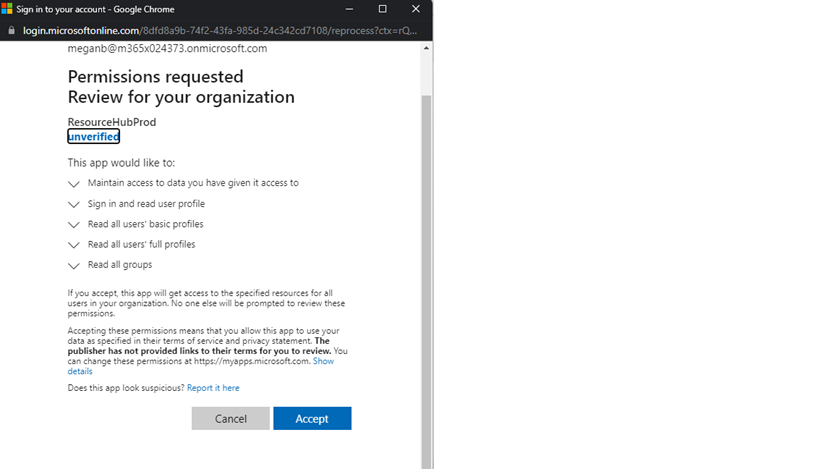 Sign in to your account - Google Chrome
login.microsoftonline.com/8dfd8a9b-74f2-43fa-985d-24c342cd7108/reprocess?ctx=rQ...
meganb@m365x024373.onmicrosoft.com
Permissions requested
Review for your organization
ResourceHubProd
unverified
This app would like to:
Maintain access to data you have given it access to
Sign in and read user profile
Read all users' basic profiles
Read all users' full profiles
Read all groups
If you accept, this app will get access to the specified resources for all
users in your organization. No one else will be prompted to review these
permissions.
Accepting these permissions means that you allow this app to use your
data as specified in their terms of service and privacy statement. The
publisher has not provided links to their terms for you to review. You
can change these permissions at https://myapps.microsoft.com. Show
details
Does this app look suspicious? Report it here
Cancel
Accept